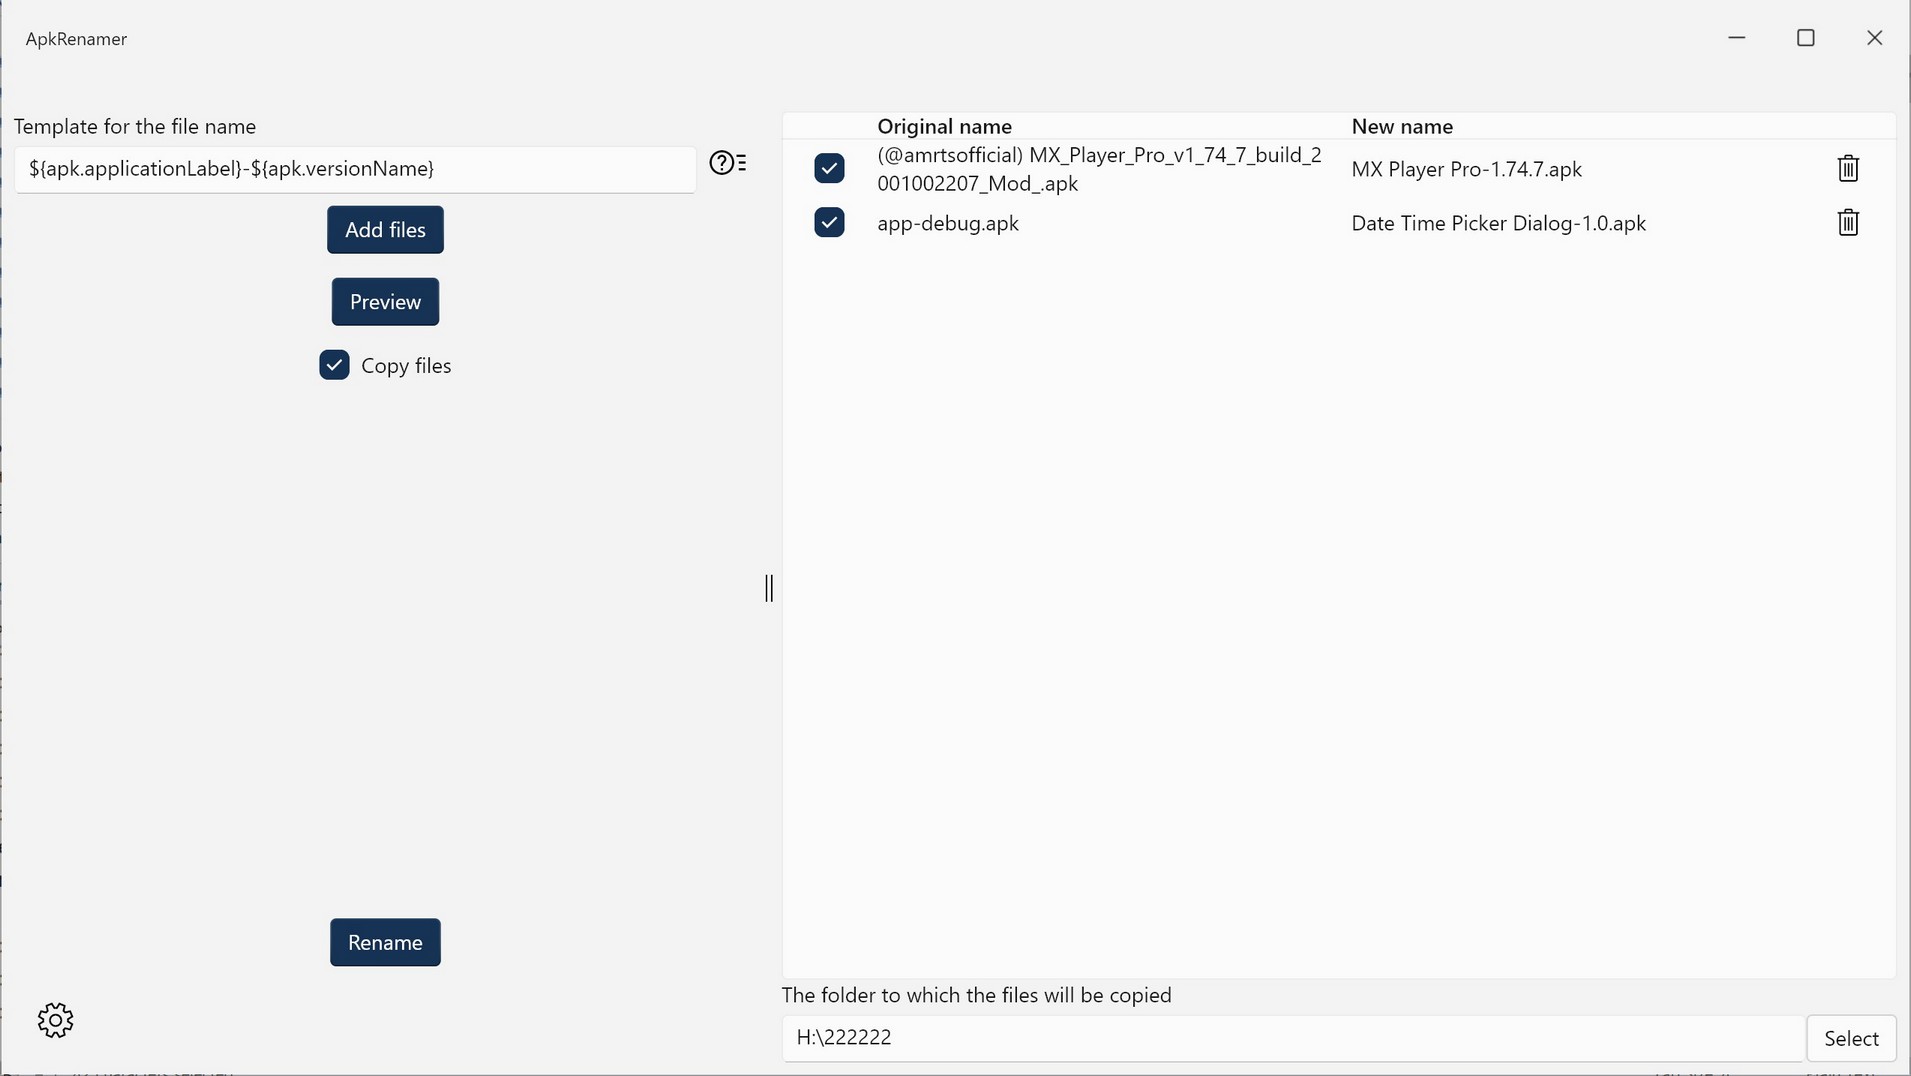 ApkRenamer
Template for the file name
${apk.applicationLabel}-${apk.versionName}
Add files
Preview
Copy files
Rename
Original name New name
(@amrtsofficial) MX_Player_Pro_v1_74_7_build_2
001002207_Mod_.apk
MX Player Pro-1.74.7.apk
app-debug.apk Date Time Picker Dialog-1.0.apk
The folder to which the files will be copied
H:\222222
Select